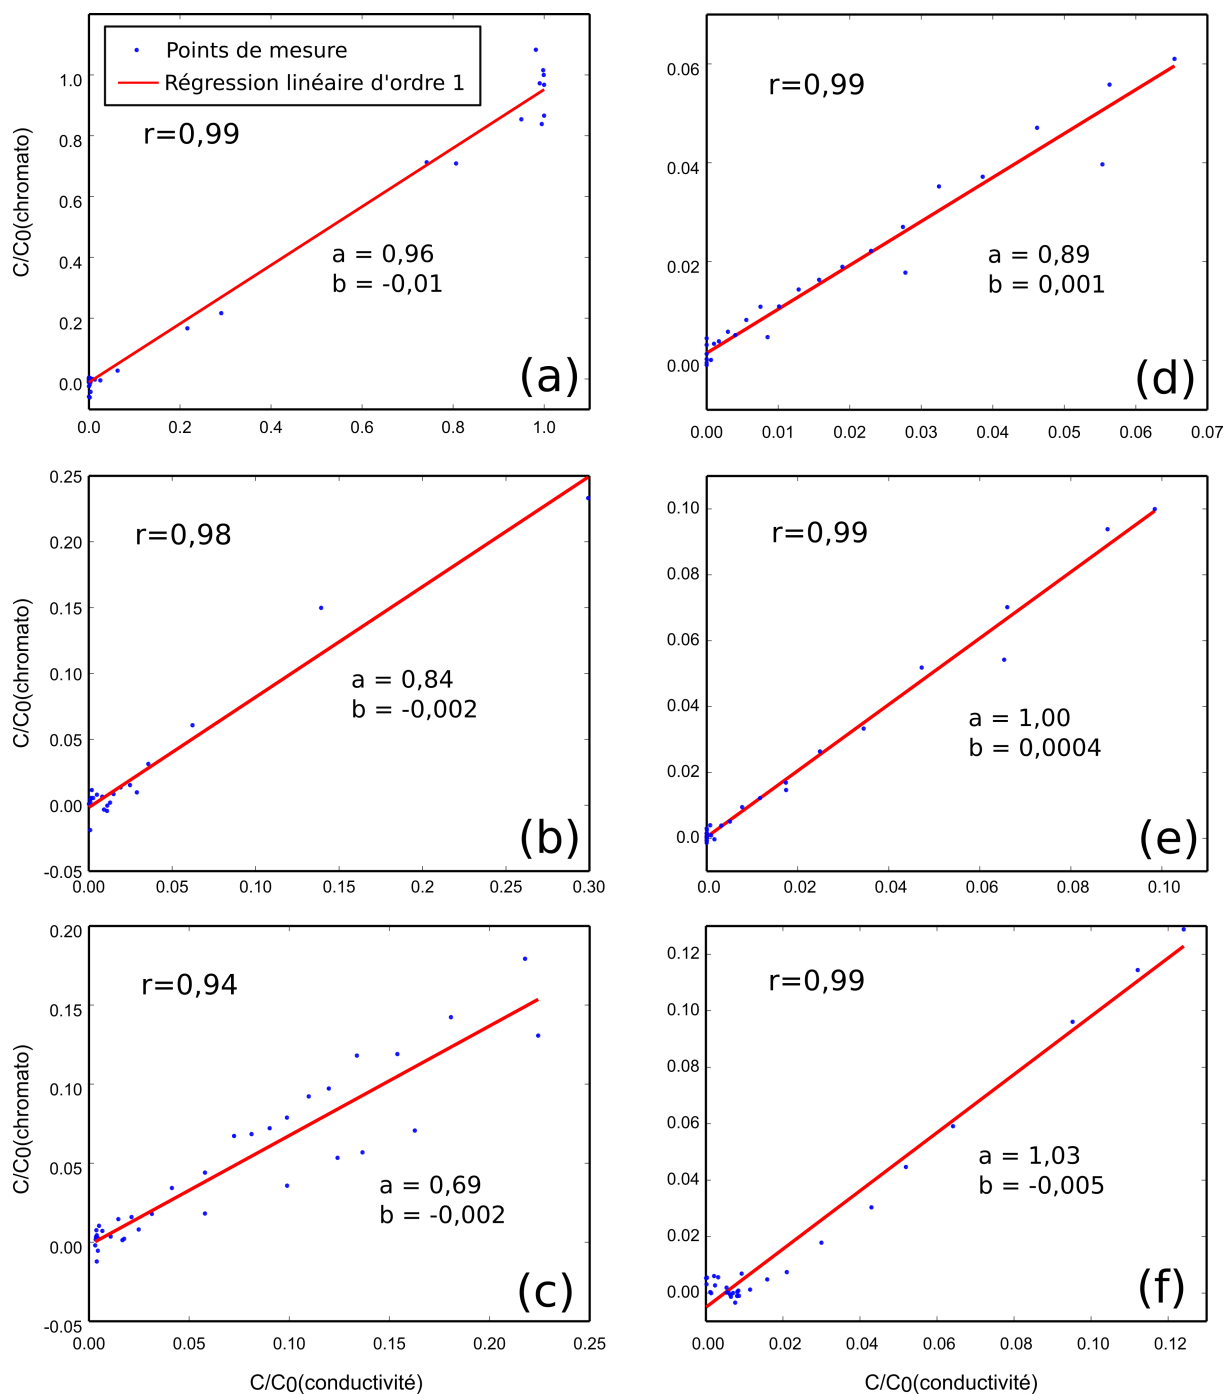 Points de mesure
Régression linéaire d'ordre 1
r=0,99
a = 0,96
b = -0,01
(a)
C/C0(chromato)
1.0
0.8
0.6
0.4
0.2
0.0
0.0 0.2 0.4 0.6 0.8 1.0
r=0,99
a = 0,89
b = 0,001
(d)
0.06
0.04
0.02
0.00
0.00 0.01 0.02 0.03 0.04 0.05 0.06 0.07
r=0,98
a = 0,84
b = -0,002
(b)
C/C0(chromato)
0.25
0.20
0.15
0.10
0.05
0.00
-0.05
0.00 0.05 0.10 0.15 0.2 0.25 0.30
r=0,99
a = 1,00
b = 0,0004
(e)
0.10
0.08
0.06
0.04
0.02
0.0
0.0 0.02 0.04 0.06 0.08 0.10
r=0,94
a = 0,69
b = -0,002
(c)
C/C0(chromato)
0.20
0.15
0.10
0.05
0.00
-0.05
0.00 0.05 0.10 0.15 0.20 0.25
C/C0(conductivité)
r=0,99
a = 1,03
b = -0,005
(f)
0.12
0.10
0.08
0.06
0.04
0.02
0.00
0.00 0.02 0.04 0.06 0.08 0.10 0.12
C/C0(conductivité)